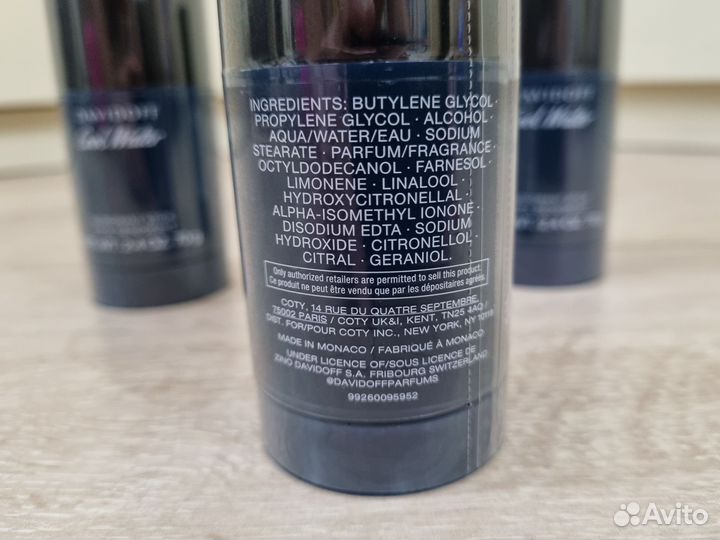 INGREDIENTS: BUTYLENE GLYCOL ·
PROPYLENE GLYCOL · ALCOHOL ·
AQUA/WATER/EAU · SODIUM
STEARATE · PARFUM/FRAGRANCE ·
OCTYLDODECANOL · FARNESOL ·
LIMONENE · LINALOOL ·
HYDROXYCITRONELLAL ·
ALPHA-ISOMETHYL IONONE ·
DISODIUM EDTA · SODIUM
HYDROXIDE · CITRONELLOL ·
CITRAL · GERANIOL.
Only authorized retailers are permitted to sell this product.
Ce produit ne peut être vendu que par les dépositaires agréés.
COTY, 14 RUE DU QUATRE SEPTEMBRE,
75002 PARIS / COTY UK&I, KENT, TN25 4AQ /
DIST. FOR/POUR COTY INC., NEW YORK, NY 10118
MADE IN MONACO / FABRIQUÉ À MONACO
UNDER LICENCE OF/SOUS LICENCE DE
ZINO DAVIDOFF S.A. FRIBOURG SWITZERLAND
@DAVIDOFFPARFUMS
99260095952
DAVIDOFF
Cool Water
DAVIDOFF
Cool Water
Avito